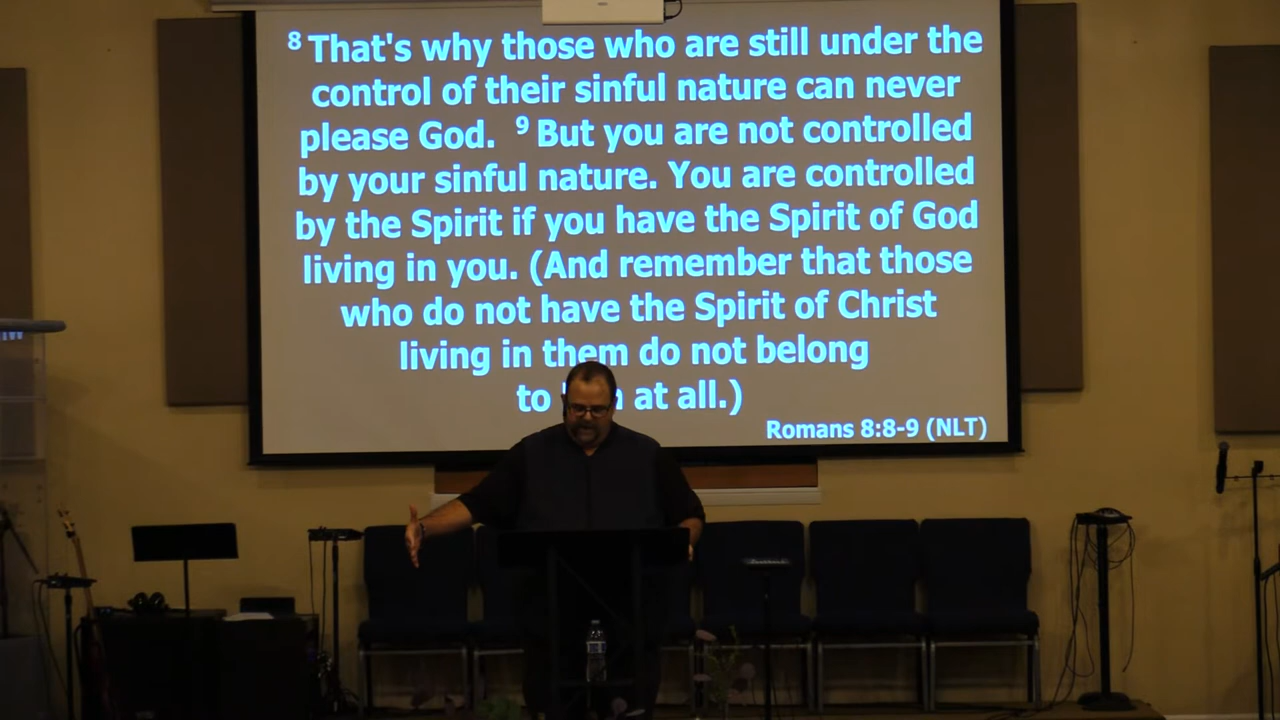 8 That's why those who are still under the
control of their sinful nature can never
please God. 9 But you are not controlled
by your sinful nature. You are controlled
by the Spirit if you have the Spirit of God
living in you. (And remember that those
who do not have the Spirit of Christ
living in them do not belong
to at all.)
Romans 8:8-9 (NLT)